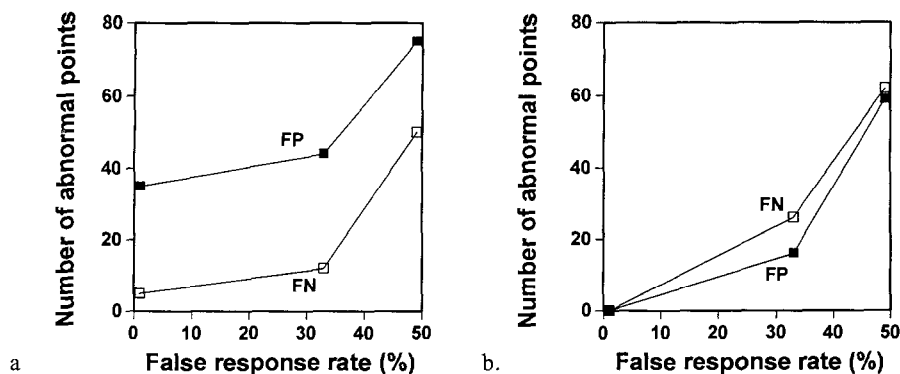 80
60
40
20
0
Number of abnormal points
FP
FN
0 10 20 30 40 50
False response rate (%)
a
80
60
40
20
0
Number of abnormal points
FN
FP
0 10 20 30 40 50
False response rate (%)
b.